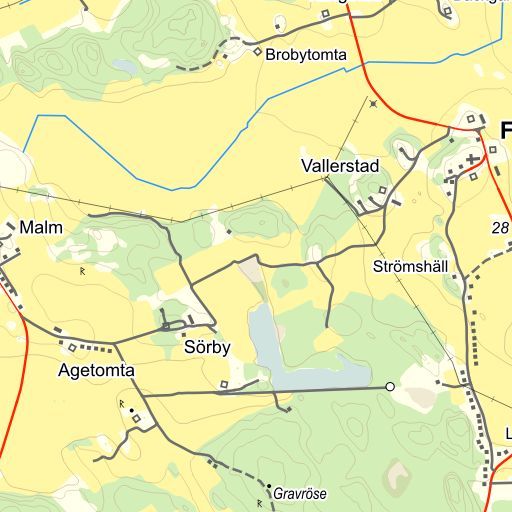 Brobytomta
F
Vallerstad
Malm
28
Strömshäll
Sörby
Agetomta
L
Gravröse
R
R
R